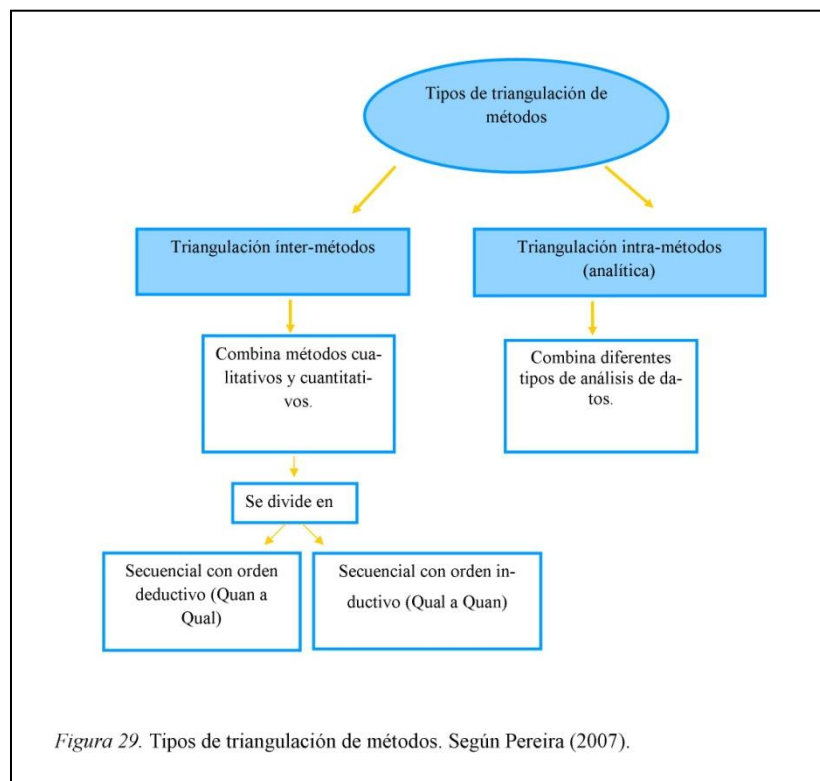 Tipos de triangulación de
métodos
Triangulación ínter-métodos
Triangulación intra-métodos
(analítica)
Combina métodos cua-
litativos y cuantitati-
vos.
Combina diferentes
tipos de análisis de da-
tos.
Se divide en
Secuencial con orden
deductivo (Quan a
Qual)
Secuencial con orden in-
ductivo (Qual a Quan)
Figura 29. Tipos de triangulación de métodos. Según Pereira (2007).